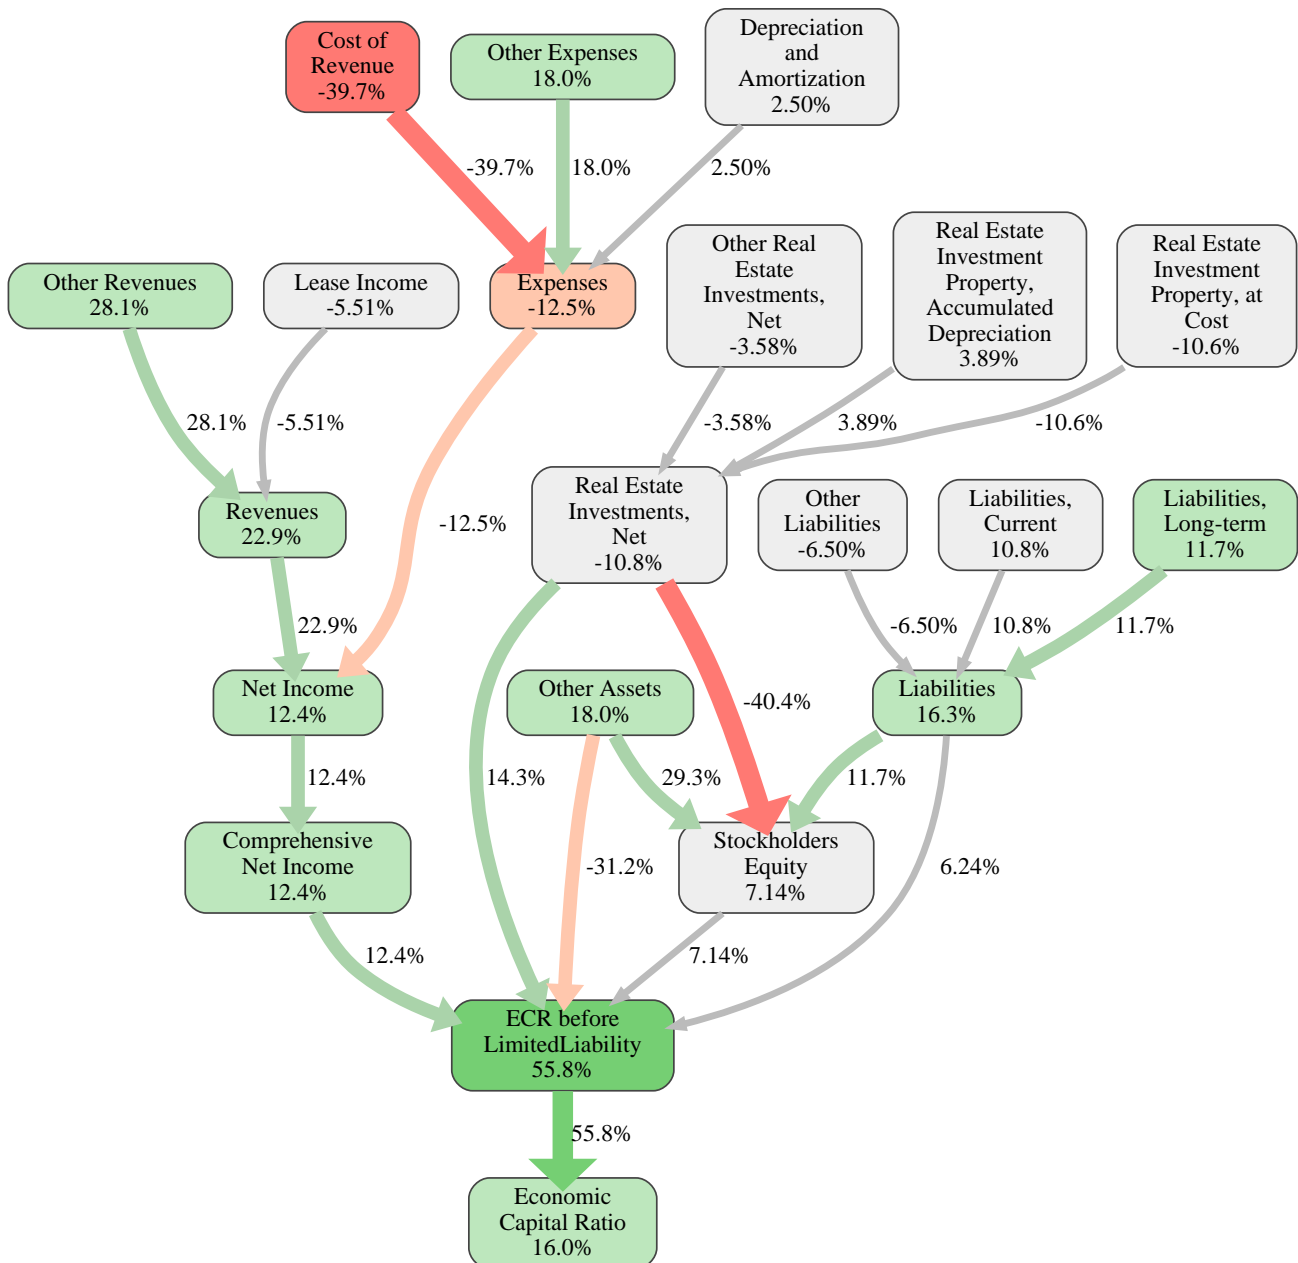 Cost of
Revenue
-39.7%
Other Expenses
18.0%
Depreciation
and
Amortization
2.50%
-39.7%
18.0%
2.50%
Other Revenues
28.1%
Lease Income
-5.51%
Expenses
-12.5%
Other Real
Estate
Investments,
Net
-3.58%
Real Estate
Investment
Property,
Accumulated
Depreciation
3.89%
Real Estate
Investment
Property, at
Cost
-10.6%
28.1%
-5.51%
-3.58%
3.89%
-10.6%
Revenues
22.9%
-12.5%
Real Estate
Investments,
Net
-10.8%
Other
Liabilities
-6.50%
Liabilities,
Current
10.8%
Liabilities,
Long-term
11.7%
22.9%
-6.50%
10.8%
11.7%
Net Income
12.4%
Other Assets
18.0%
-40.4%
Liabilities
16.3%
12.4%
14.3%
29.3%
11.7%
Comprehensive
Net Income
12.4%
-31.2%
Stockholders
Equity
7.14%
6.24%
12.4%
7.14%
ECR before
LimitedLiability
55.8%
55.8%
Economic
Capital Ratio
16.0%